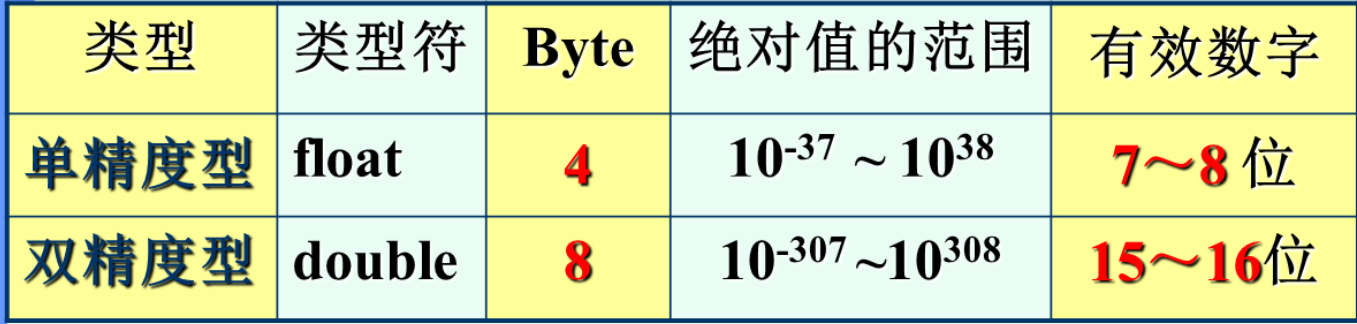 类型 类型符 Byte 绝对值的范围 有效数字
单精度型 float 4 10^-37 ~ 10^38 7～8 位
双精度型 double 8 10^-307 ~10^308 15～16位